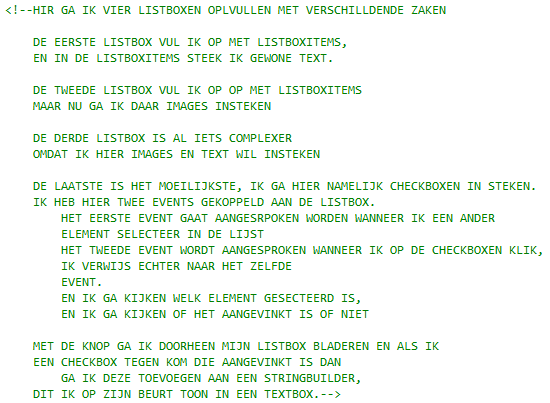 <!--HIR GA IK VIER LISTBOXEN OPLVULLEN MET VERSCHILLDENDE ZAKEN
DE EERSTE LISTBOX VUL IK OP MET LISTBOXITEMS,
EN IN DE LISTBOXITEMS STEEK IK GEWONE TEXT.
DE TWEEDE LISTBOX VUL IK OP OP MET LISTBOXITEMS
MAAR NU GA IK DAAR IMAGES INSTEKEN
DE DERDE LISTBOX IS AL IETS COMPLEXER
OMDAT IK HIER IMAGES EN TEXT WIL INSTEKEN
DE LAATSTE IS HET MOEILIJKSTE, IK GA HIER NAMELIJK CHECKBOXEN IN STEKEN.
IK HEB HIER TWEE EVENTS GEKOPPELD AAN DE LISTBOX.
HET EERSTE EVENT GAAT AANGESRPOKEN WORDEN WANNEER IK EEN ANDER
ELEMENT SELECTEER IN DE LIJST
HET TWEEDE EVENT WORDT AANGESPROKEN WANNEER IK OP DE CHECKBOXEN KLIK,
IK VERWIJS ECHTER NAAR HET ZELFDE
EVENT.
EN IK GA KIJKEN WELK ELEMENT GESECTEERD IS,
EN IK GA KIJKEN OF HET AANGEVINKT IS OF NIET
MET DE KNOP GA IK DOORHEEN MIJN LISTBOX BLADEREN EN ALS IK
EEN CHECKBOX TEGEN KOM DIE AANGEVINKT IS DAN
GA IK DEZE TOEVOEGEN AAN EEN STRINGBUILDER,
DIT IK OP ZIJN BEURT TOON IN EEN TEXTBOX.-->